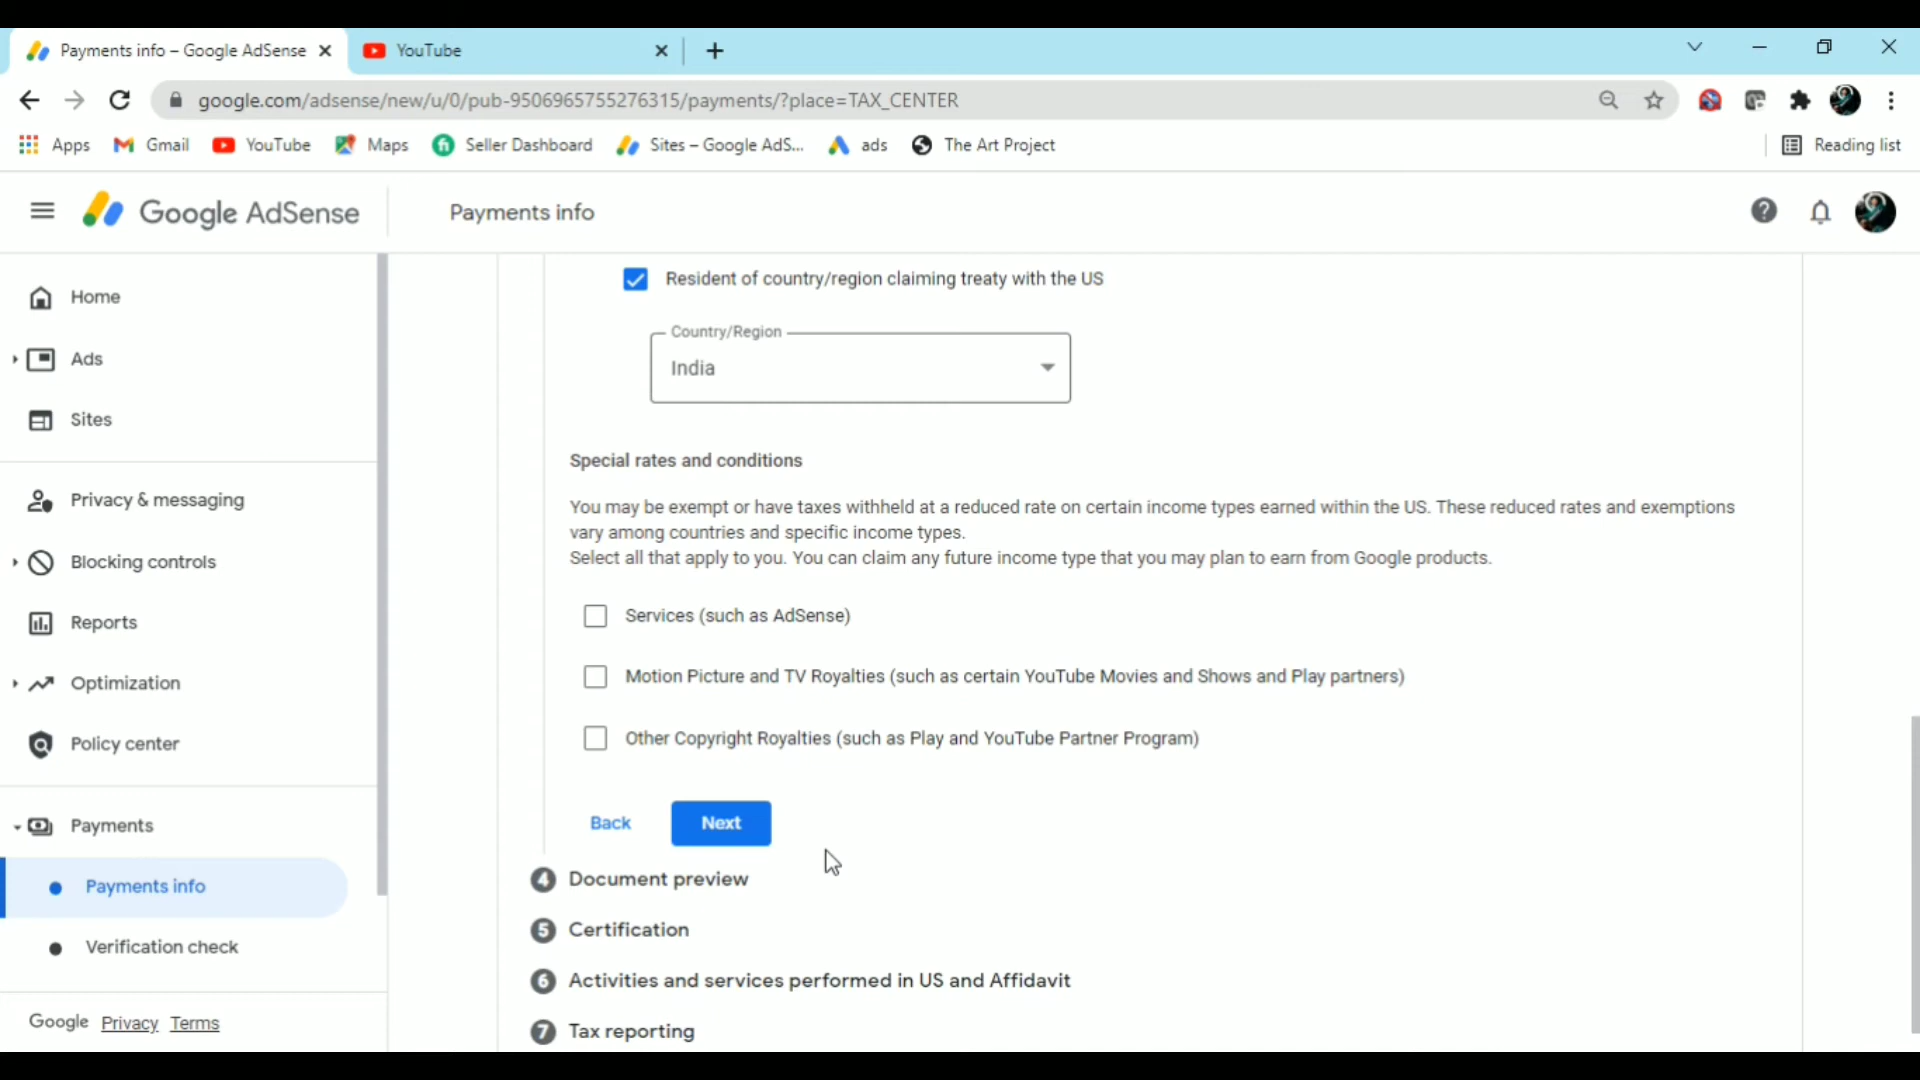 Payments info – Google AdSense
YouTube
google.com/adsense/new/u/0/pub-9506965755276315/payments/?place=TAX_CENTER
Apps
Gmail
YouTube
Maps
Seller Dashboard
Sites – Google AdS...
ads
The Art Project
Reading list
Google AdSense
Payments info
Home
Ads
Sites
Privacy & messaging
Blocking controls
Reports
Optimization
Policy center
Payments
Payments info
Verification check
Google Privacy Terms
Resident of country/region claiming treaty with the US
Country/Region
India
Special rates and conditions
You may be exempt or have taxes withheld at a reduced rate on certain income types earned within the US. These reduced rates and exemptions
vary among countries and specific income types.
Select all that apply to you. You can claim any future income type that you may plan to earn from Google products.
Services (such as AdSense)
Motion Picture and TV Royalties (such as certain YouTube Movies and Shows and Play partners)
Other Copyright Royalties (such as Play and YouTube Partner Program)
Back
Next
4 Document preview
5 Certification
6 Activities and services performed in US and Affidavit
7 Tax reporting